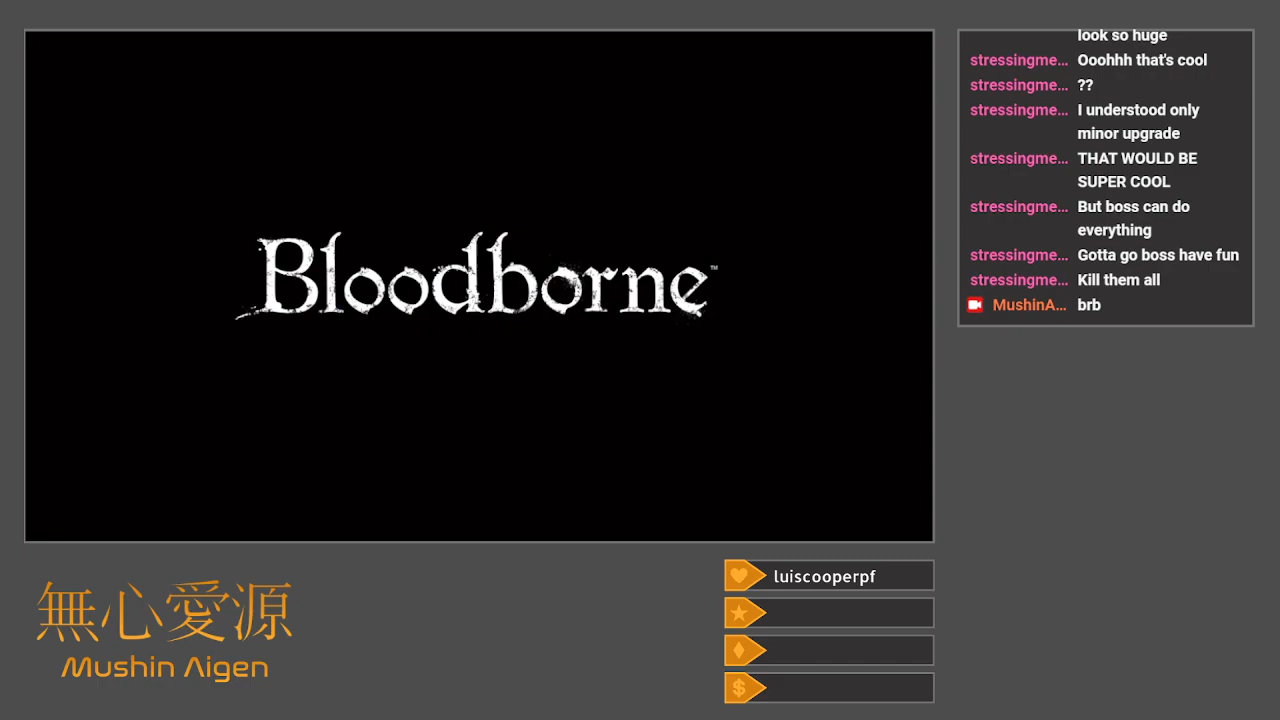 Bloodborne™
look so huge
stressingme... Ooohhh that's cool
stressingme... ??
stressingme... I understood only
minor upgrade
stressingme... THAT WOULD BE
SUPER COOL
stressingme... But boss can do
everything
stressingme... Gotta go boss have fun
stressingme... Kill them all
MushinA... brb
luiscooperpf
無心愛源
Mushin Aigen